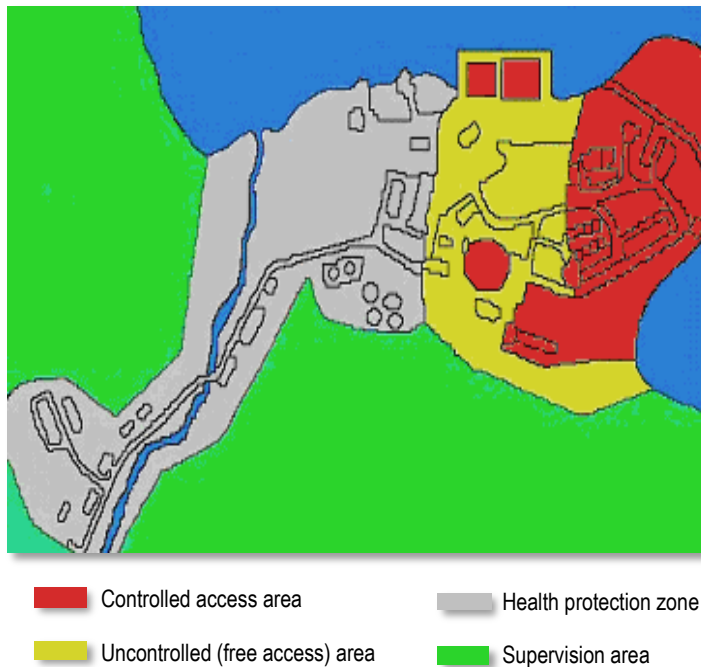 Controlled access area
Health protection zone
Uncontrolled (free access) area
Supervision area